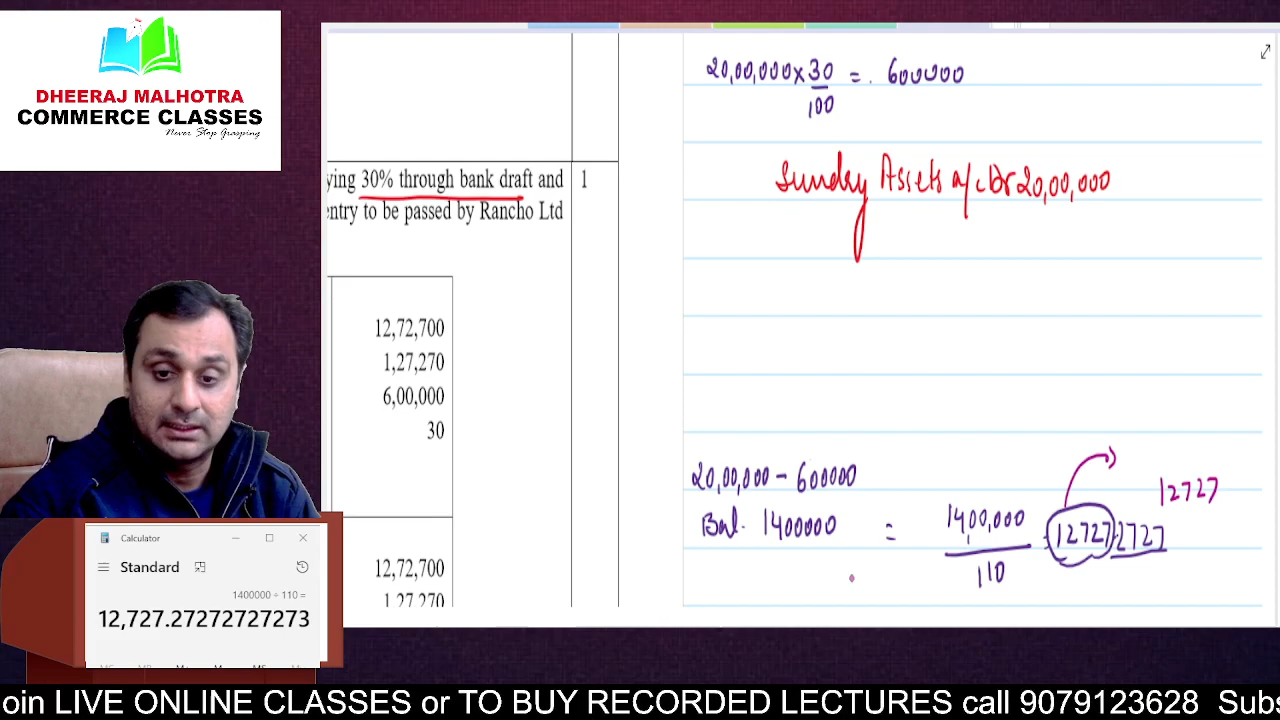 DHEERAJ MALHOTRA
COMMERCE CLASSES
Never Stop Grasping
ying 30% through bank draft and
entry to be passed by Rancho Ltd
1
12,72,700
1,27,270
6,00,000
30
12,72,700
1,27,270
20,00,000 × 30/100 = . 600000
Sundry Assets a/c Dr 20,00,000
20,00,000 - 600000
Bal. 1400000 = 1400,000/110 = 12727.2727
12727
Calculator
Standard
1400000 ÷ 110 =
12,727.27272727273
oin LIVE ONLINE CLASSES or TO BUY RECORDED LECTURES call 9079123628 Subs